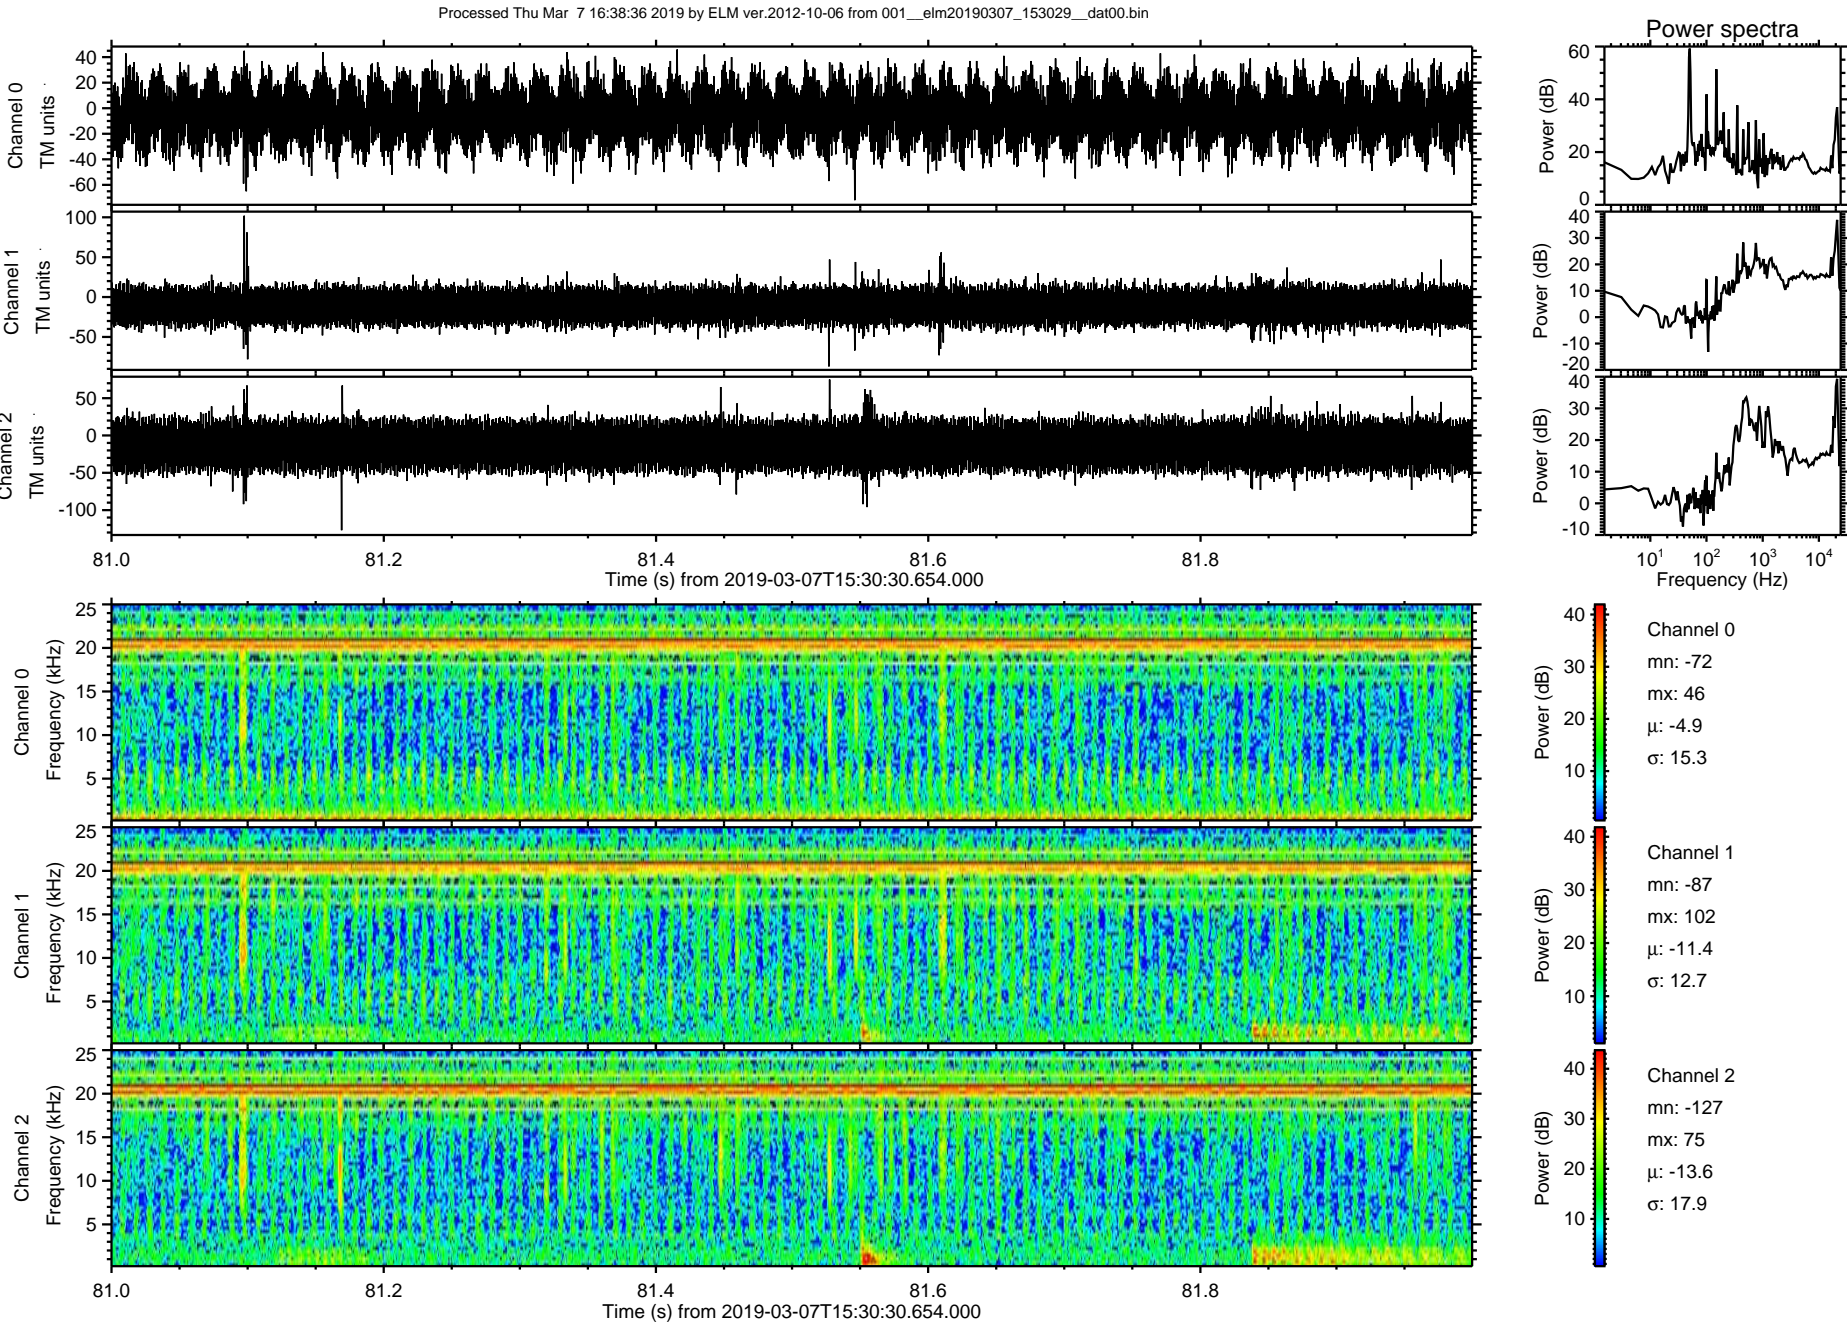 Processed Thu Mar  7 16:38:36 2019 by ELM ver.2012-10-06 from 001__elm20190307_153029__dat00.bin
Power spectra
Channel 0
TM units
40
20
0
-20
-40
-60
Power (dB)
60
40
20
0
Channel 1
TM units
100
50
0
-50
Power (dB)
40
30
20
10
0
-10
-20
Channel 2
TM units
50
0
-50
-100
Power (dB)
40
30
20
10
0
-10
81.0 81.2 81.4 81.6 81.8
Time (s) from 2019-03-07T15:30:30.654.000
10¹ 10² 10³ 10⁴
Frequency (Hz)
Channel 0
Frequency (kHz)
25
20
15
10
5
Power (dB)
40
30
20
10
Channel 0
mn: -72
mx: 46
μ: -4.9
σ: 15.3
Channel 1
Frequency (kHz)
25
20
15
10
5
Power (dB)
40
30
20
10
Channel 1
mn: -87
mx: 102
μ: -11.4
σ: 12.7
Channel 2
Frequency (kHz)
25
20
15
10
5
Power (dB)
40
30
20
10
Channel 2
mn: -127
mx: 75
μ: -13.6
σ: 17.9
81.0 81.2 81.4 81.6 81.8
Time (s) from 2019-03-07T15:30:30.654.000